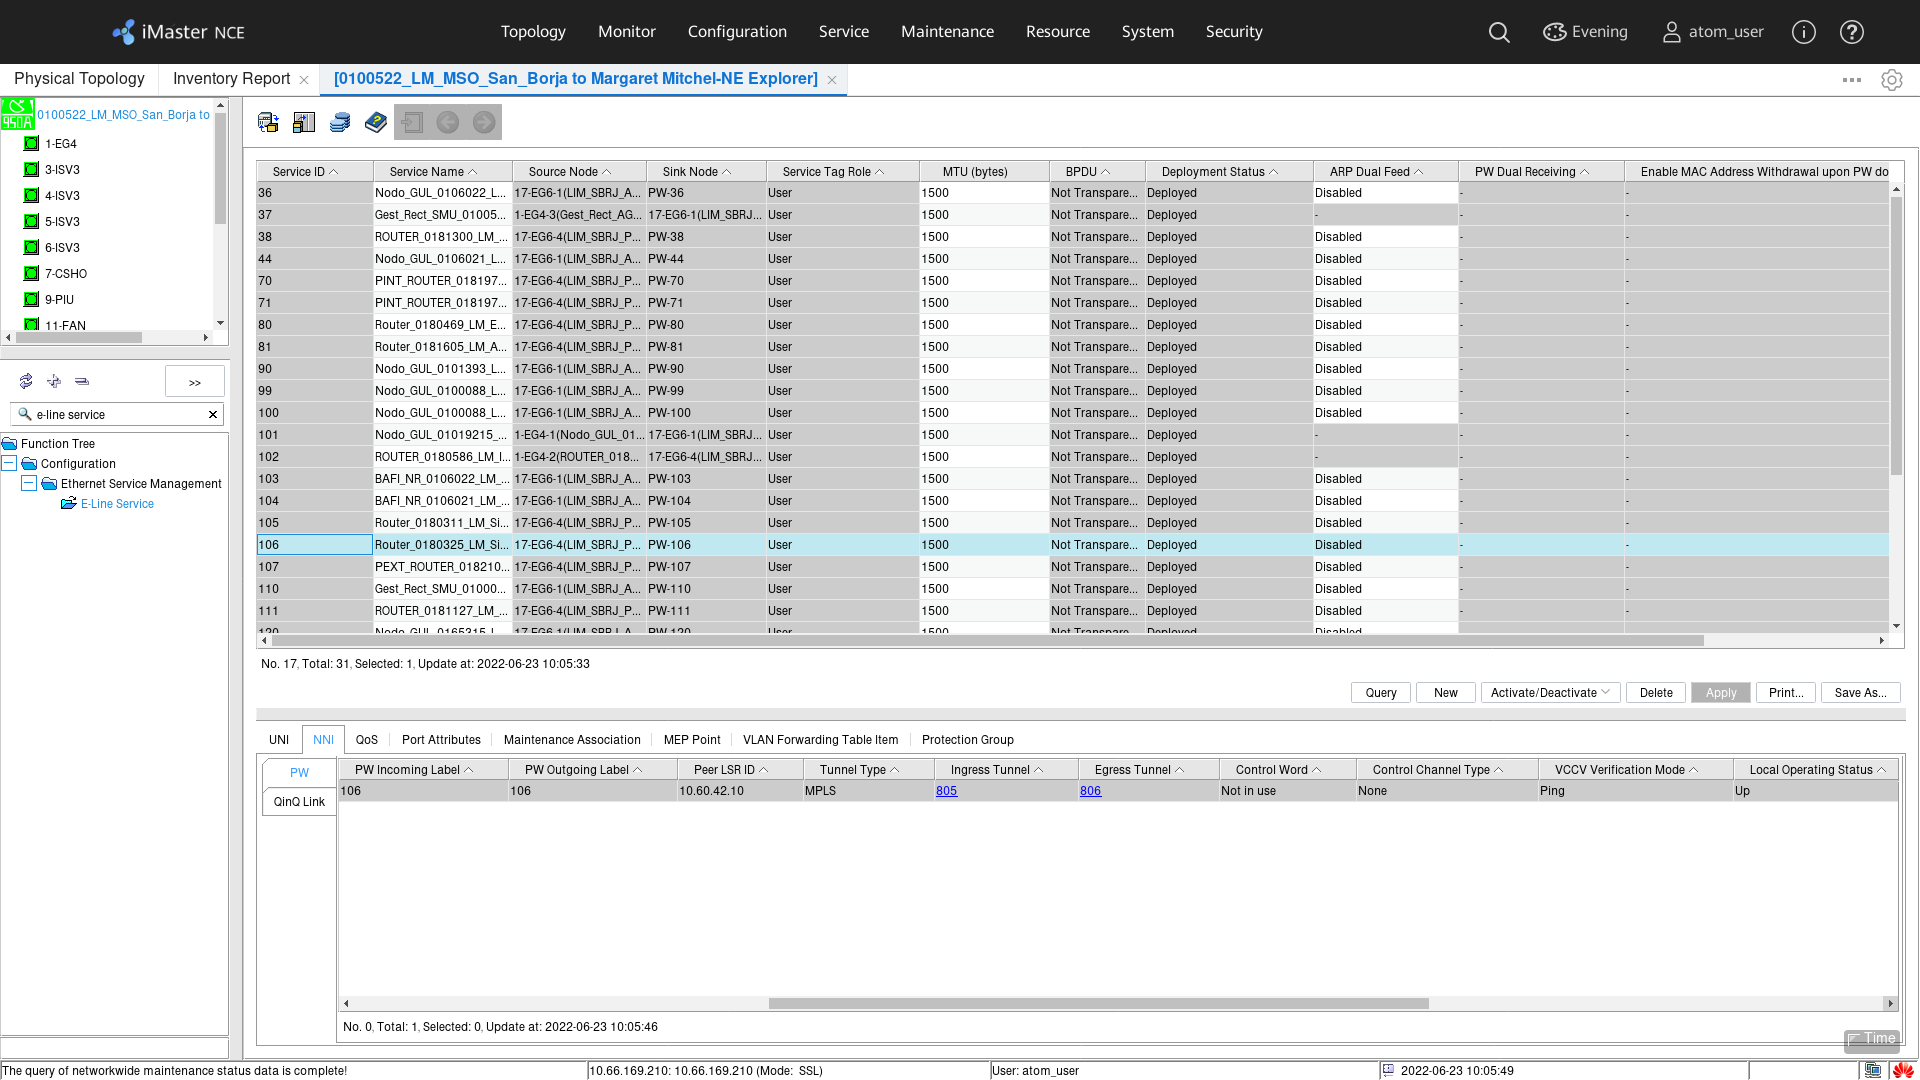 iMaster NCE
Topology Monitor Configuration Service Maintenance Resource System Security
Evening atom_user
Physical Topology Inventory Report [0100522_LM_MSO_San_Borja to Margaret Mitchel-NE Explorer]
950A 0100522_LM_MSO_San_Borja to
1-EG4
3-ISV3
4-ISV3
5-ISV3
6-ISV3
7-CSHO
9-PIU
11-FAN
>>
e-line service
Function Tree
Configuration
Ethernet Service Management
E-Line Service
Service ID Service Name Source Node Sink Node Service Tag Role MTU (bytes) BPDU Deployment Status ARP Dual Feed PW Dual Receiving Enable MAC Address Withdrawal upon PW do
36 Nodo_GUL_0106022_L... 17-EG6-1(LIM_SBRJ_A... PW-36 User 1500 Not Transpare... Deployed Disabled - -
37 Gest_Rect_SMU_01005... 1-EG4-3(Gest_Rect_AG... 17-EG6-1(LIM_SBRJ... User 1500 Not Transpare... Deployed - - -
38 ROUTER_0181300_LM_... 17-EG6-4(LIM_SBRJ_P... PW-38 User 1500 Not Transpare... Deployed Disabled - -
44 Nodo_GUL_0106021_L... 17-EG6-1(LIM_SBRJ_A... PW-44 User 1500 Not Transpare... Deployed Disabled - -
70 PINT_ROUTER_018197... 17-EG6-4(LIM_SBRJ_P... PW-70 User 1500 Not Transpare... Deployed Disabled - -
71 PINT_ROUTER_018197... 17-EG6-4(LIM_SBRJ_P... PW-71 User 1500 Not Transpare... Deployed Disabled - -
80 Router_0180469_LM_E... 17-EG6-4(LIM_SBRJ_P... PW-80 User 1500 Not Transpare... Deployed Disabled - -
81 Router_0181605_LM_A... 17-EG6-4(LIM_SBRJ_P... PW-81 User 1500 Not Transpare... Deployed Disabled - -
90 Nodo_GUL_0101393_L... 17-EG6-1(LIM_SBRJ_A... PW-90 User 1500 Not Transpare... Deployed Disabled - -
99 Nodo_GUL_0100088_L... 17-EG6-1(LIM_SBRJ_A... PW-99 User 1500 Not Transpare... Deployed Disabled - -
100 Nodo_GUL_0100088_L... 17-EG6-1(LIM_SBRJ_A... PW-100 User 1500 Not Transpare... Deployed Disabled - -
101 Nodo_GUL_01019215_... 1-EG4-1(Nodo_GUL_01... 17-EG6-1(LIM_SBRJ... User 1500 Not Transpare... Deployed - - -
102 ROUTER_0180586_LM_I... 1-EG4-2(ROUTER_018... 17-EG6-4(LIM_SBRJ... User 1500 Not Transpare... Deployed - - -
103 BAFI_NR_0106022_LM_... 17-EG6-1(LIM_SBRJ_A... PW-103 User 1500 Not Transpare... Deployed Disabled - -
104 BAFI_NR_0106021_LM_... 17-EG6-1(LIM_SBRJ_A... PW-104 User 1500 Not Transpare... Deployed Disabled - -
105 Router_0180311_LM_Si... 17-EG6-4(LIM_SBRJ_P... PW-105 User 1500 Not Transpare... Deployed Disabled - -
106 Router_0180325_LM_Si... 17-EG6-4(LIM_SBRJ_P... PW-106 User 1500 Not Transpare... Deployed Disabled - -
107 PEXT_ROUTER_018210... 17-EG6-4(LIM_SBRJ_P... PW-107 User 1500 Not Transpare... Deployed Disabled - -
110 Gest_Rect_SMU_01000... 17-EG6-1(LIM_SBRJ_A... PW-110 User 1500 Not Transpare... Deployed Disabled - -
111 ROUTER_0181127_LM_... 17-EG6-4(LIM_SBRJ_P... PW-111 User 1500 Not Transpare... Deployed Disabled - -
120 Nodo_GUL_0165315_L... 17-EG6-1(LIM_SBRJ_A... PW-120 User 1500 Not Transpare... Deployed Disabled
No. 17, Total: 31, Selected: 1, Update at: 2022-06-23 10:05:33
Query New Activate/Deactivate Delete Apply Print... Save As...
UNI NNI QoS Port Attributes Maintenance Association MEP Point VLAN Forwarding Table Item Protection Group
PW
QinQ Link
PW Incoming Label PW Outgoing Label Peer LSR ID Tunnel Type Ingress Tunnel Egress Tunnel Control Word Control Channel Type VCCV Verification Mode Local Operating Status
106 106 10.60.42.10 MPLS 805 806 Not in use None Ping Up
No. 0, Total: 1, Selected: 0, Update at: 2022-06-23 10:05:46
Time
The query of networkwide maintenance status data is complete! 10.66.169.210: 10.66.169.210 (Mode: SSL) User: atom_user 2022-06-23 10:05:49